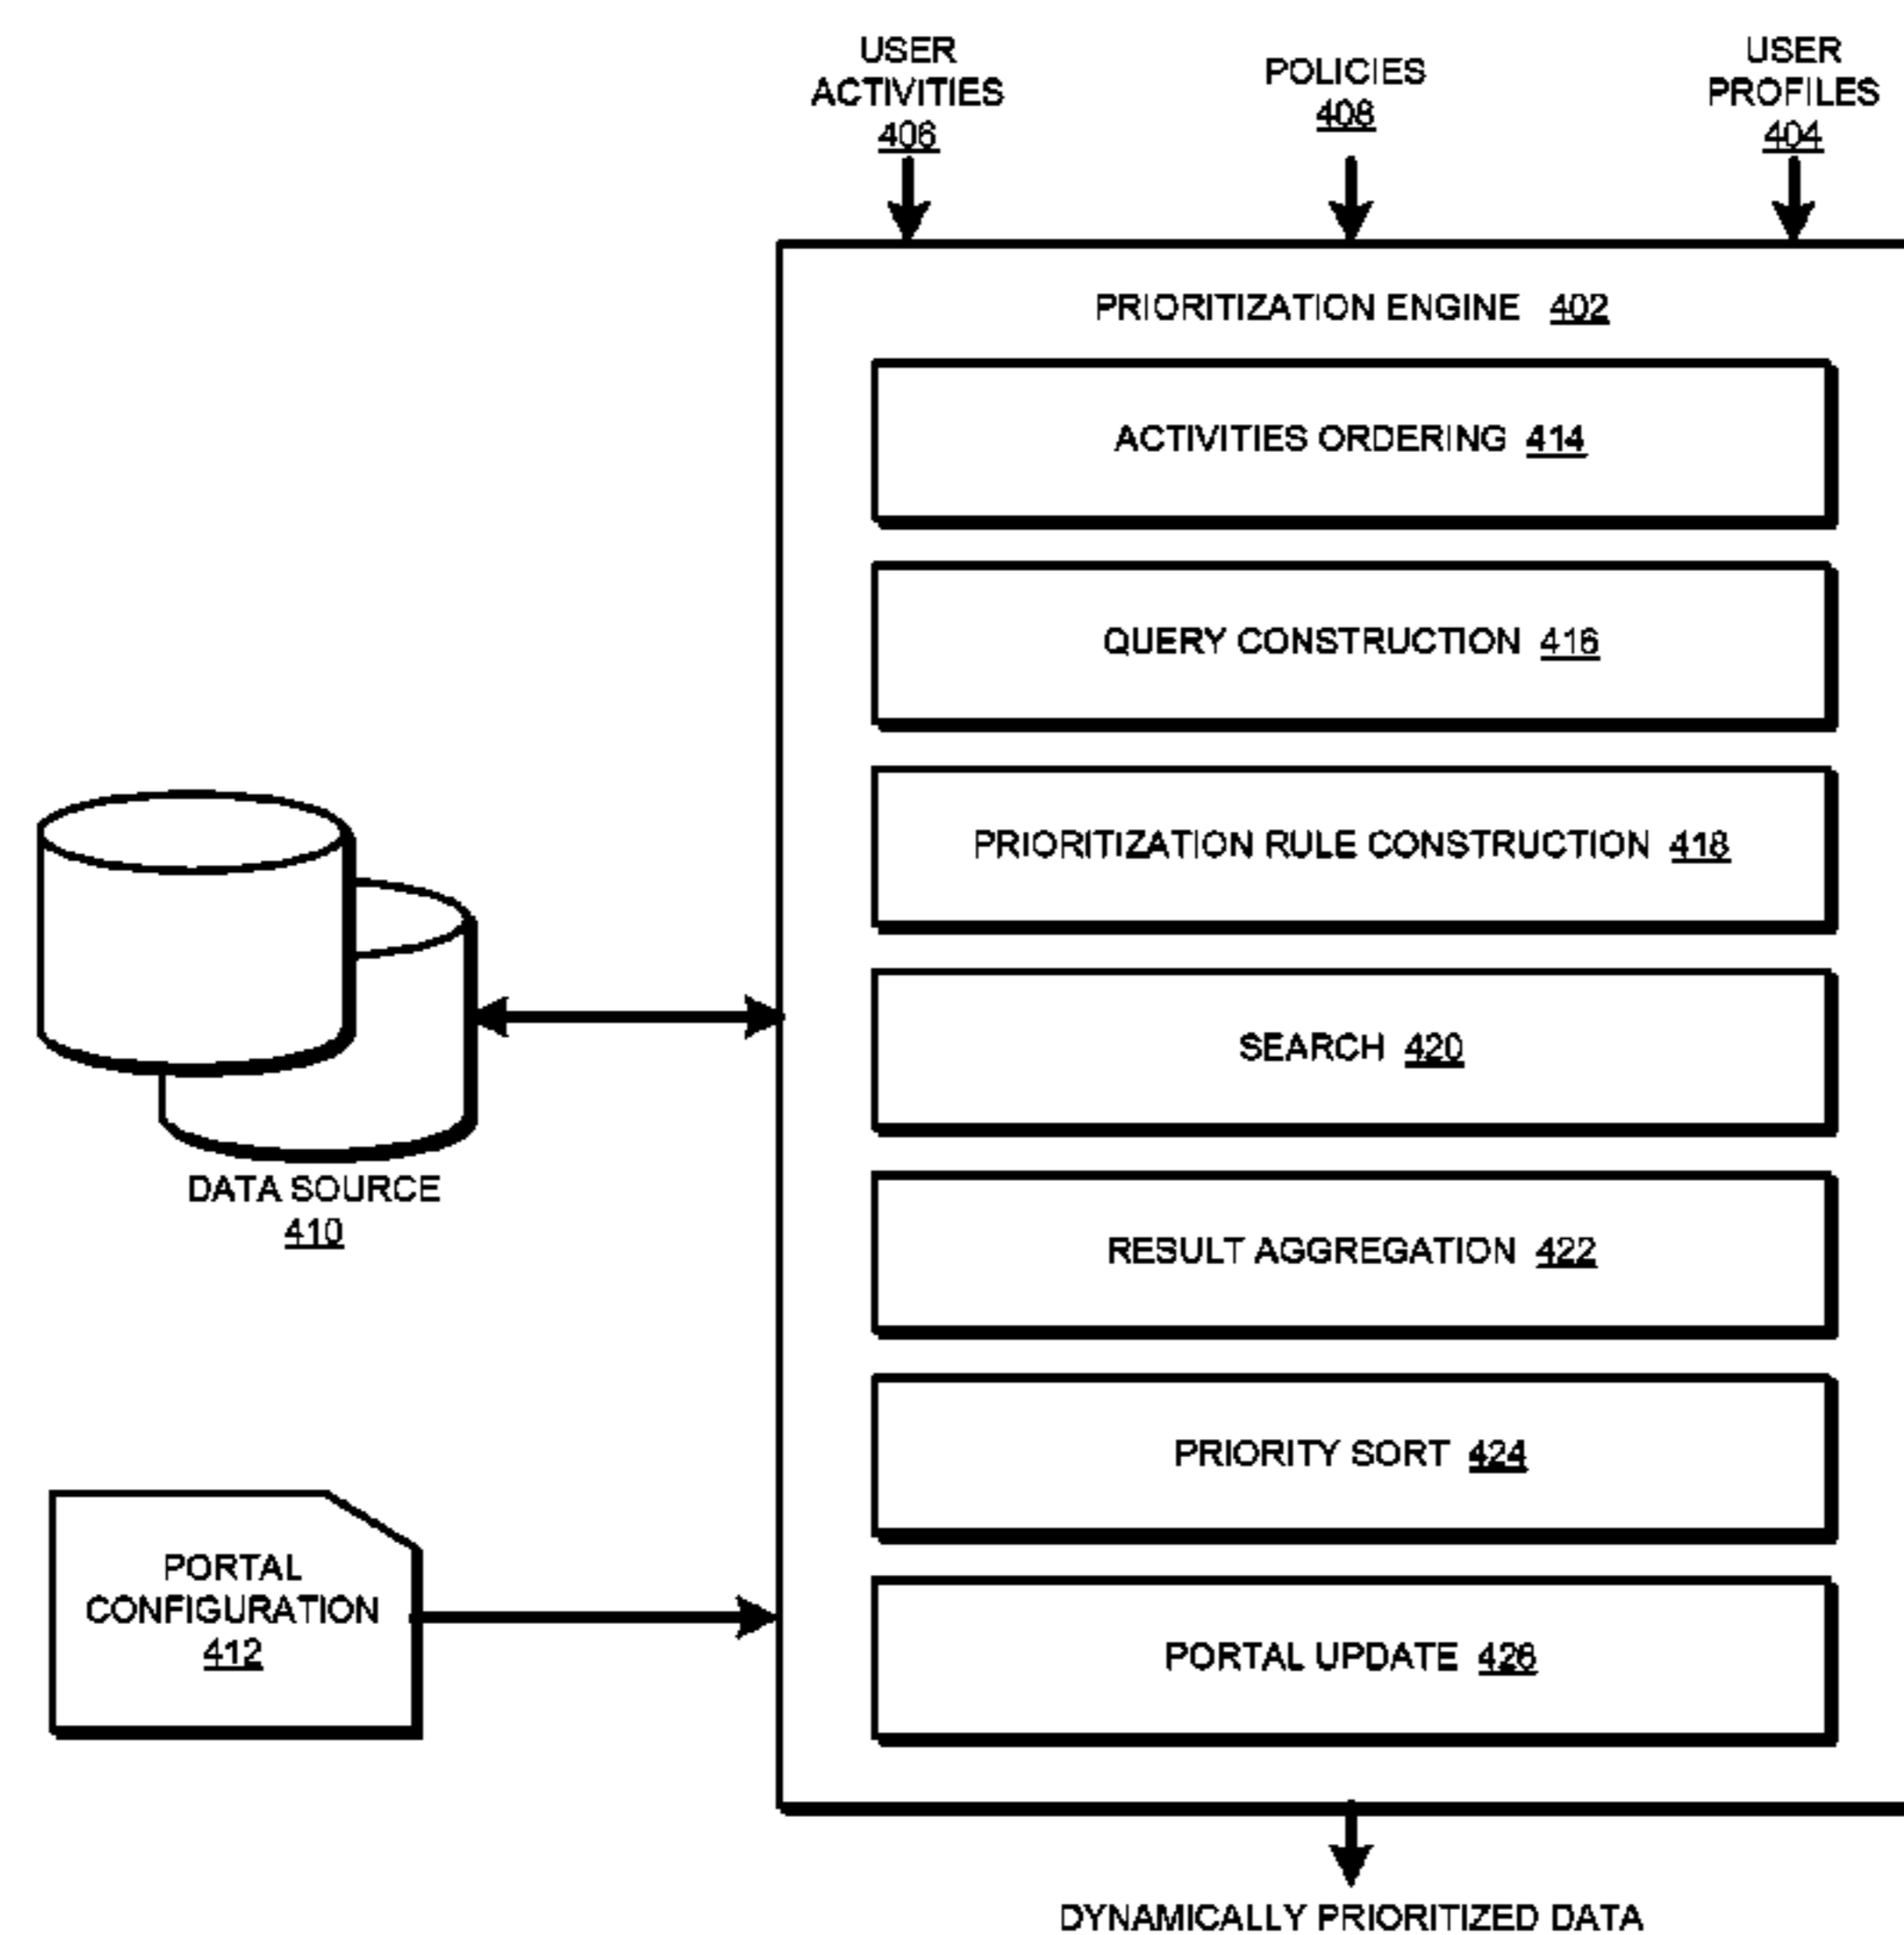 USER
ACTIVITIES
406
POLICIES
408
USER
PROFILES
404
PRIORITIZATION ENGINE 402
ACTIVITIES ORDERING 414
QUERY CONSTRUCTION 416
PRIORITIZATION RULE CONSTRUCTION 418
SEARCH 420
RESULT AGGREGATION 422
PRIORITY SORT 424
PORTAL UPDATE 426
DATA SOURCE
410
PORTAL
CONFIGURATION
412
DYNAMICALLY PRIORITIZED DATA